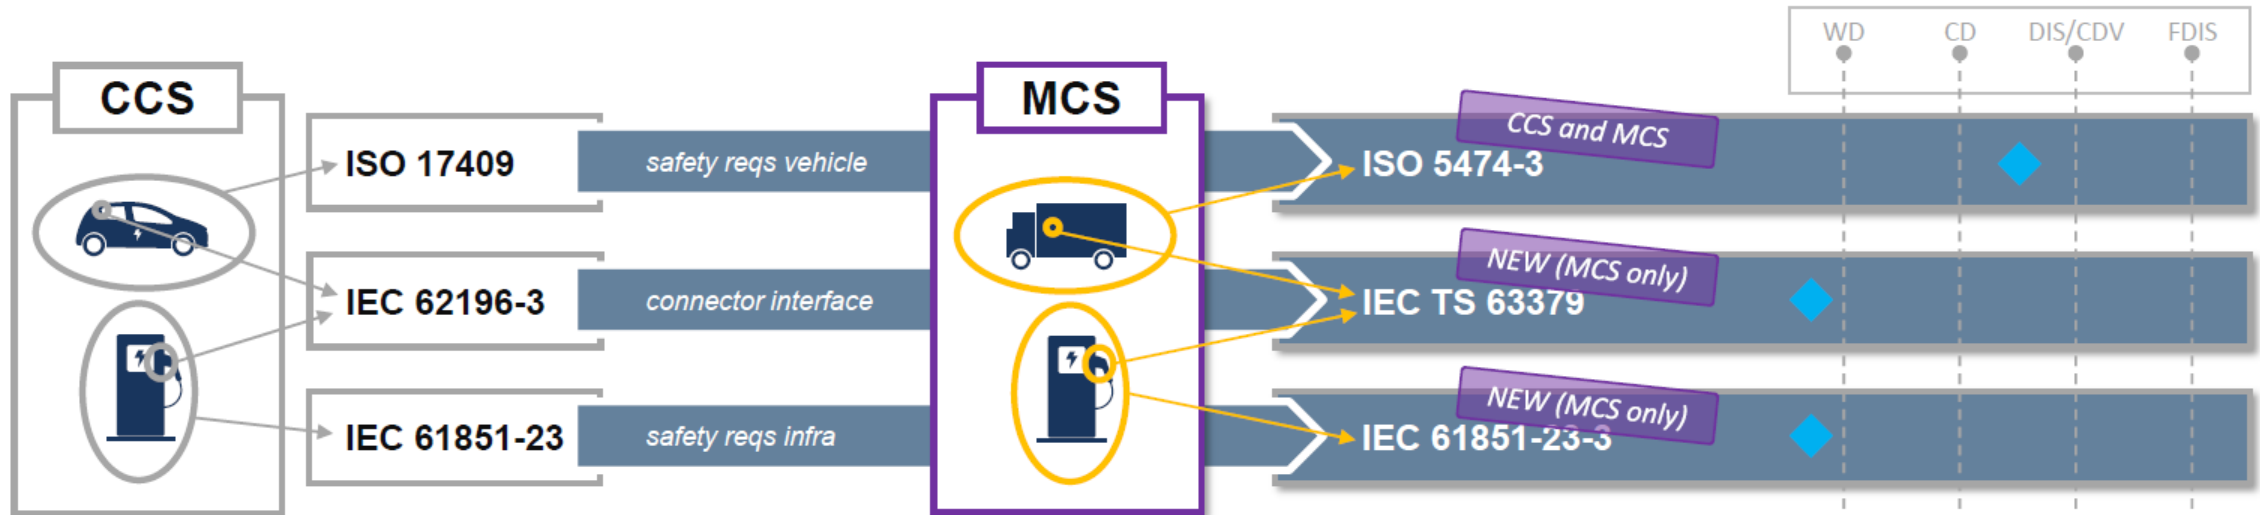 WD CD DIS/CDV FDIS
CCS
MCS
CCS and MCS
ISO 17409
safety reqs vehicle
ISO 5474-3
NEW (MCS only)
IEC 62196-3
connector interface
IEC TS 63379
NEW (MCS only)
IEC 61851-23
safety reqs infra
IEC 61851-23-3